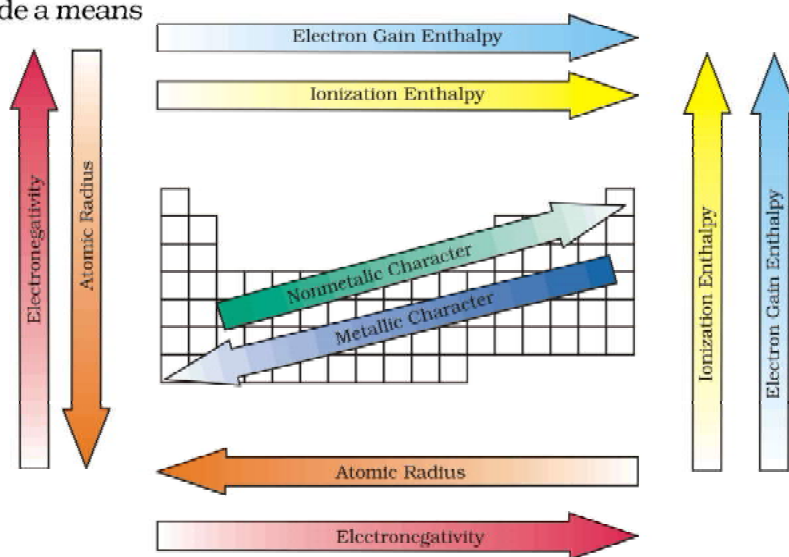 de a means
Electron Gain Enthalpy
Ionization Enthalpy
Electronegativity
Atomic Radius
Nonmetalic Character
Metallic Character
Ionization Enthalpy
Electron Gain Enthalpy
Atomic Radius
Electronegativity